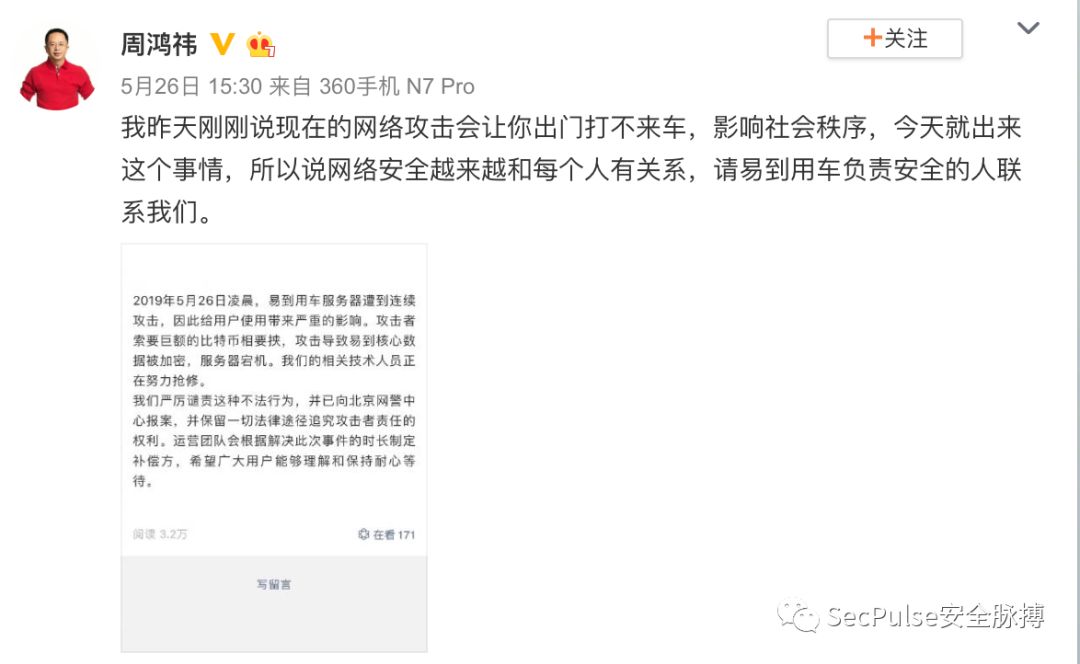 周鸿祎
+关注
5月26日 15:30 来自 360手机 N7 Pro
我昨天刚刚说现在的网络攻击会让你出门打不来车，影响社会秩序，今天就出来
这个事情，所以说网络安全越来越和每个人有关系，请易到用车负责安全的人联
系我们。
2019年5月26日凌晨，易到用车服务器遭到连续
攻击，因此给用户使用带来严重的影响。攻击者
索要巨额的比特币相要挟，攻击导致易到核心数
据被加密，服务器宕机。我们的相关技术人员正
在努力抢修。
我们严厉谴责这种不法行为，并已向北京网警中
心报案，并保留一切法律途径追究攻击者责任的
权利。运营团队会根据解决此次事件的时长制定
补偿方，希望广大用户能够理解和保持耐心等
待。
阅读 3.2万
在看 171
写留言
SecPulse安全脉搏